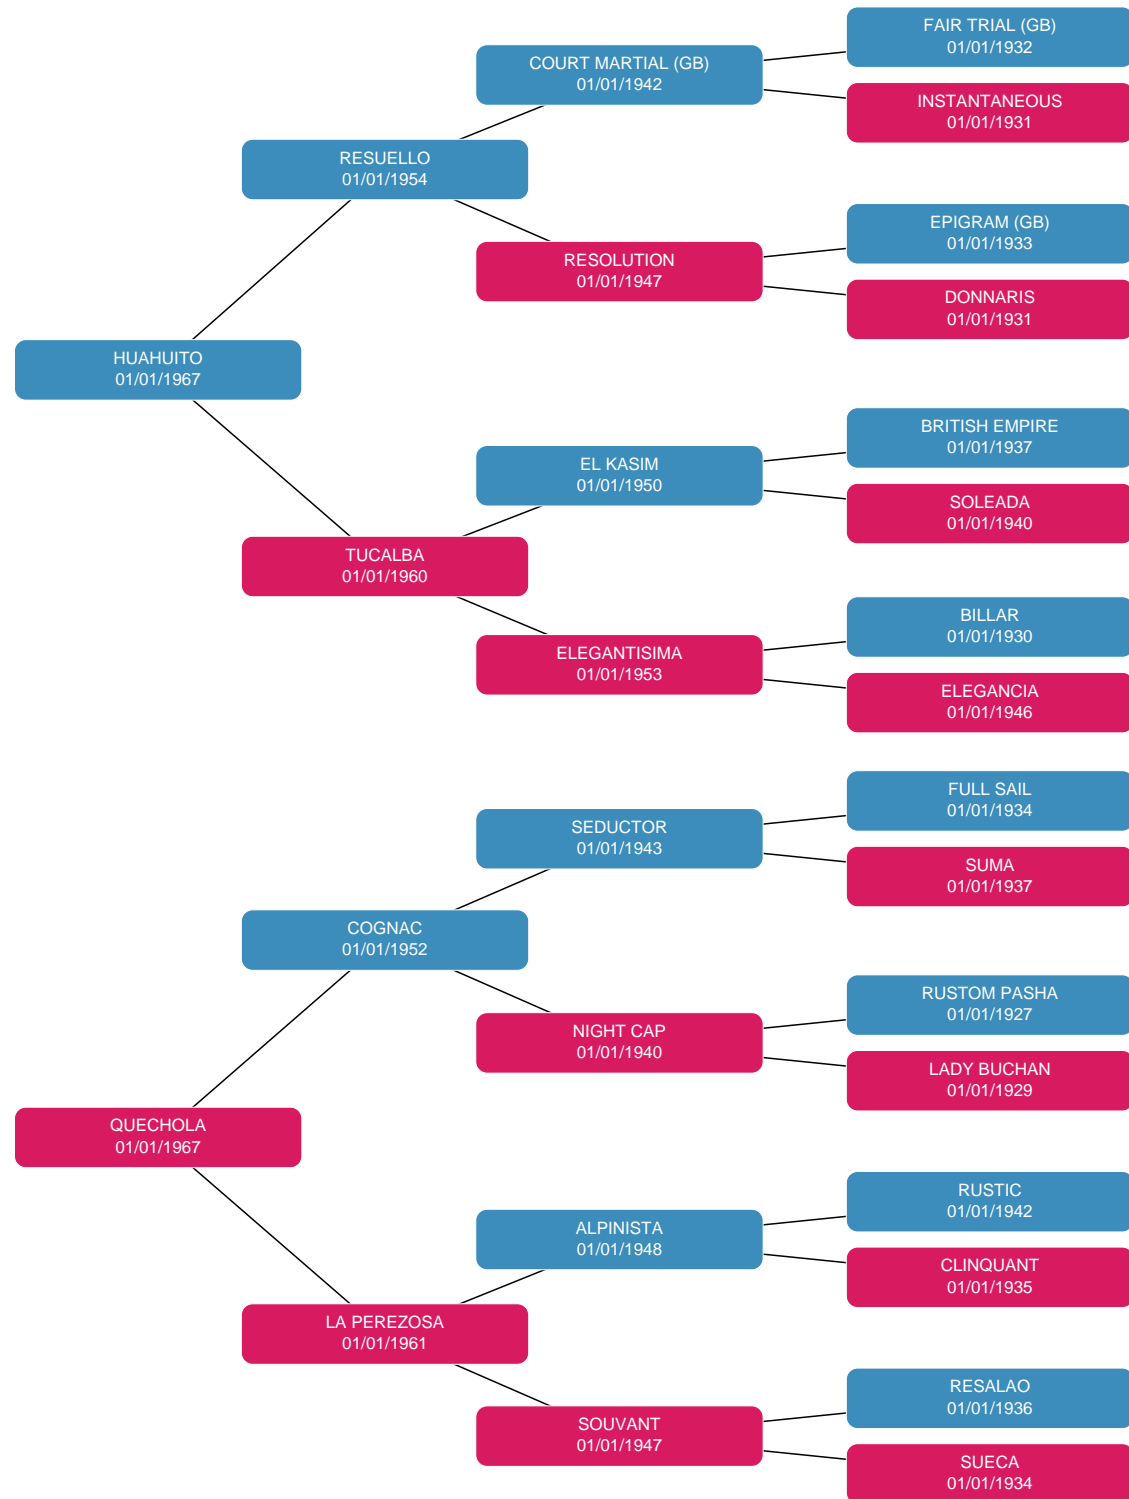 FAIR TRIAL (GB)
01/01/1932
COURT MARTIAL (GB)
01/01/1942
INSTANTANEOUS
01/01/1931
RESUELLO
01/01/1954
EPIGRAM (GB)
01/01/1933
RESOLUTION
01/01/1947
DONNARIS
01/01/1931
HUAHUITO
01/01/1967
BRITISH EMPIRE
01/01/1937
EL KASIM
01/01/1950
SOLEADA
01/01/1940
TUCALBA
01/01/1960
BILLAR
01/01/1930
ELEGANTISIMA
01/01/1953
ELEGANCIA
01/01/1946
FULL SAIL
01/01/1934
SEDUCTOR
01/01/1943
SUMA
01/01/1937
COGNAC
01/01/1952
RUSTOM PASHA
01/01/1927
NIGHT CAP
01/01/1940
LADY BUCHAN
01/01/1929
QUECHOLA
01/01/1967
RUSTIC
01/01/1942
ALPINISTA
01/01/1948
CLINQUANT
01/01/1935
LA PEREZOSA
01/01/1961
RESALAO
01/01/1936
SOUVANT
01/01/1947
SUECA
01/01/1934